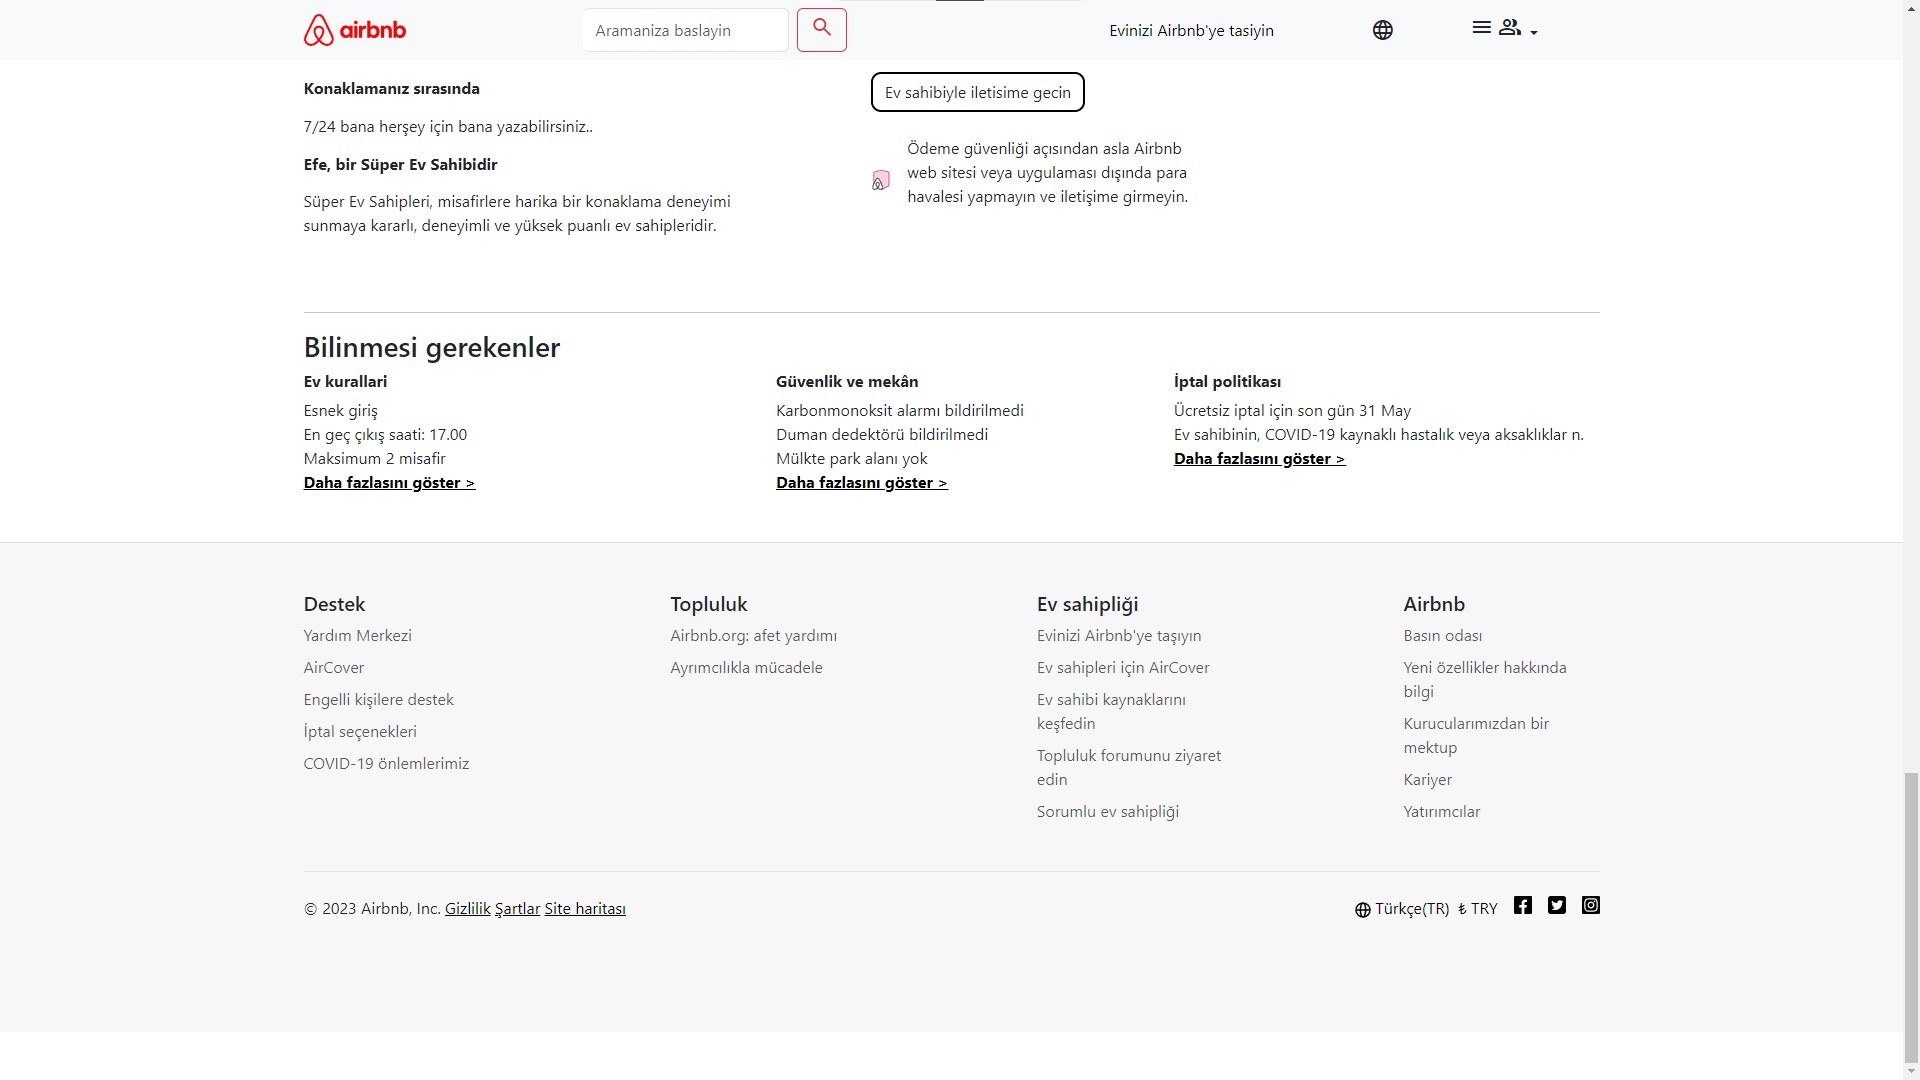 airbnb
Aramaniza baslayin
Evinizi Airbnb'ye tasiyin
Konaklamanız sırasında
7/24 bana herşey için bana yazabilirsiniz..
Efe, bir Süper Ev Sahibidir
Süper Ev Sahipleri, misafirlere harika bir konaklama deneyimi
sunmaya kararlı, deneyimli ve yüksek puanlı ev sahipleridir.
Ev sahibiyle iletisime gecin
Ödeme güvenliği açısından asla Airbnb
web sitesi veya uygulaması dışında para
havalesi yapmayın ve iletişime girmeyin.
Bilinmesi gerekenler
Ev kurallari
Esnek giriş
En geç çıkış saati: 17.00
Maksimum 2 misafir
Daha fazlasını göster >
Güvenlik ve mekân
Karbonmonoksit alarmı bildirilmedi
Duman dedektörü bildirilmedi
Mülkte park alanı yok
Daha fazlasını göster >
İptal politikası
Ücretsiz iptal için son gün 31 May
Ev sahibinin, COVID-19 kaynaklı hastalık veya aksaklıklar n.
Daha fazlasını göster >
Destek
Yardım Merkezi
AirCover
Engelli kişilere destek
İptal seçenekleri
COVID-19 önlemlerimiz
Topluluk
Airbnb.org: afet yardımı
Ayrımcılıkla mücadele
Ev sahipliği
Evinizi Airbnb'ye taşıyın
Ev sahipleri için AirCover
Ev sahibi kaynaklarını
keşfedin
Topluluk forumunu ziyaret
edin
Sorumlu ev sahipliği
Airbnb
Basın odası
Yeni özellikler hakkında
bilgi
Kurucularımızdan bir
mektup
Kariyer
Yatırımcılar
© 2023 Airbnb, Inc. Gizlilik Şartlar Site haritası
Türkçe(TR) ₺ TRY